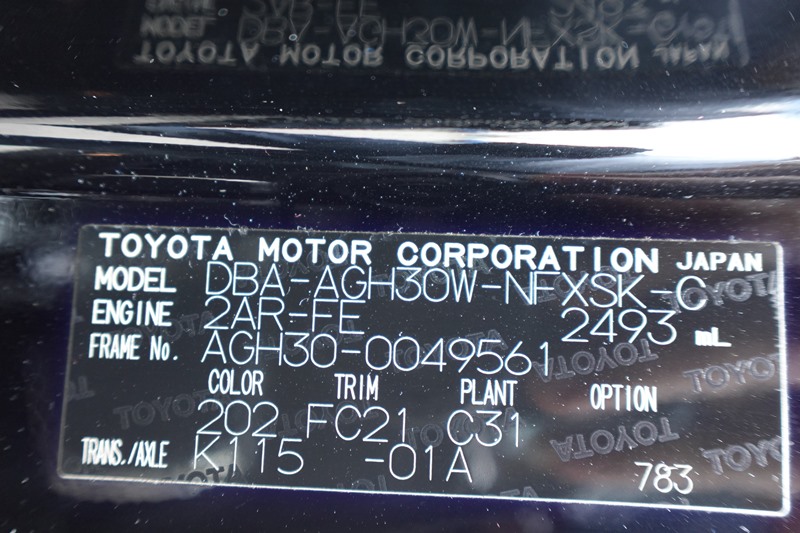 TOYOTA MOTOR CORPORATION JAPAN
MODEL DBA-AGH30W-NFXSK-C
ENGINE 2AR-FE 2493 mL
FRAME No. AGH30-0049561
COLOR TRIM PLANT OPTION
202 FC21 C31
TRANS./AXLE K115 -01A
783